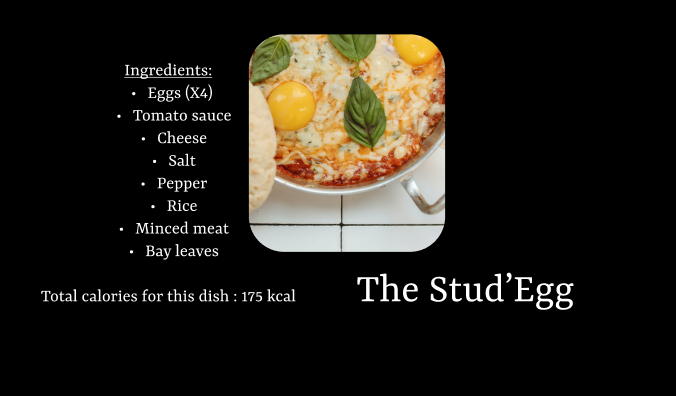 Ingredients:
• Eggs (X4)
• Tomato sauce
• Cheese
• Salt
• Pepper
• Rice
• Minced meat
• Bay leaves
Total calories for this dish : 175 kcal
The Stud’Egg